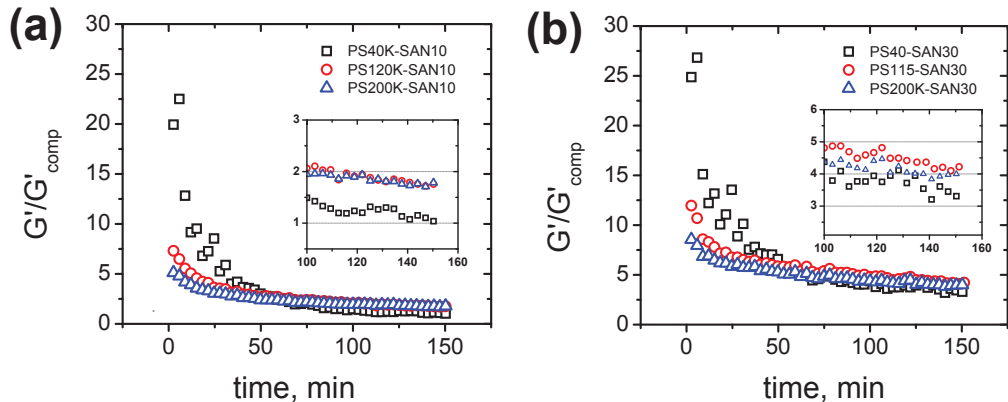 (a)
30
25
20
15
10
5
0
G'/G'comp
0 50 100 150
time, min
PS40K-SAN10
PS120K-SAN10
PS200K-SAN10
3
2
1
100 120 140 160
(b)
30
25
20
15
10
5
0
G'/G'comp
0 50 100 150
time, min
PS40-SAN30
PS115-SAN30
PS200K-SAN30
6
5
4
3
100 120 140 160